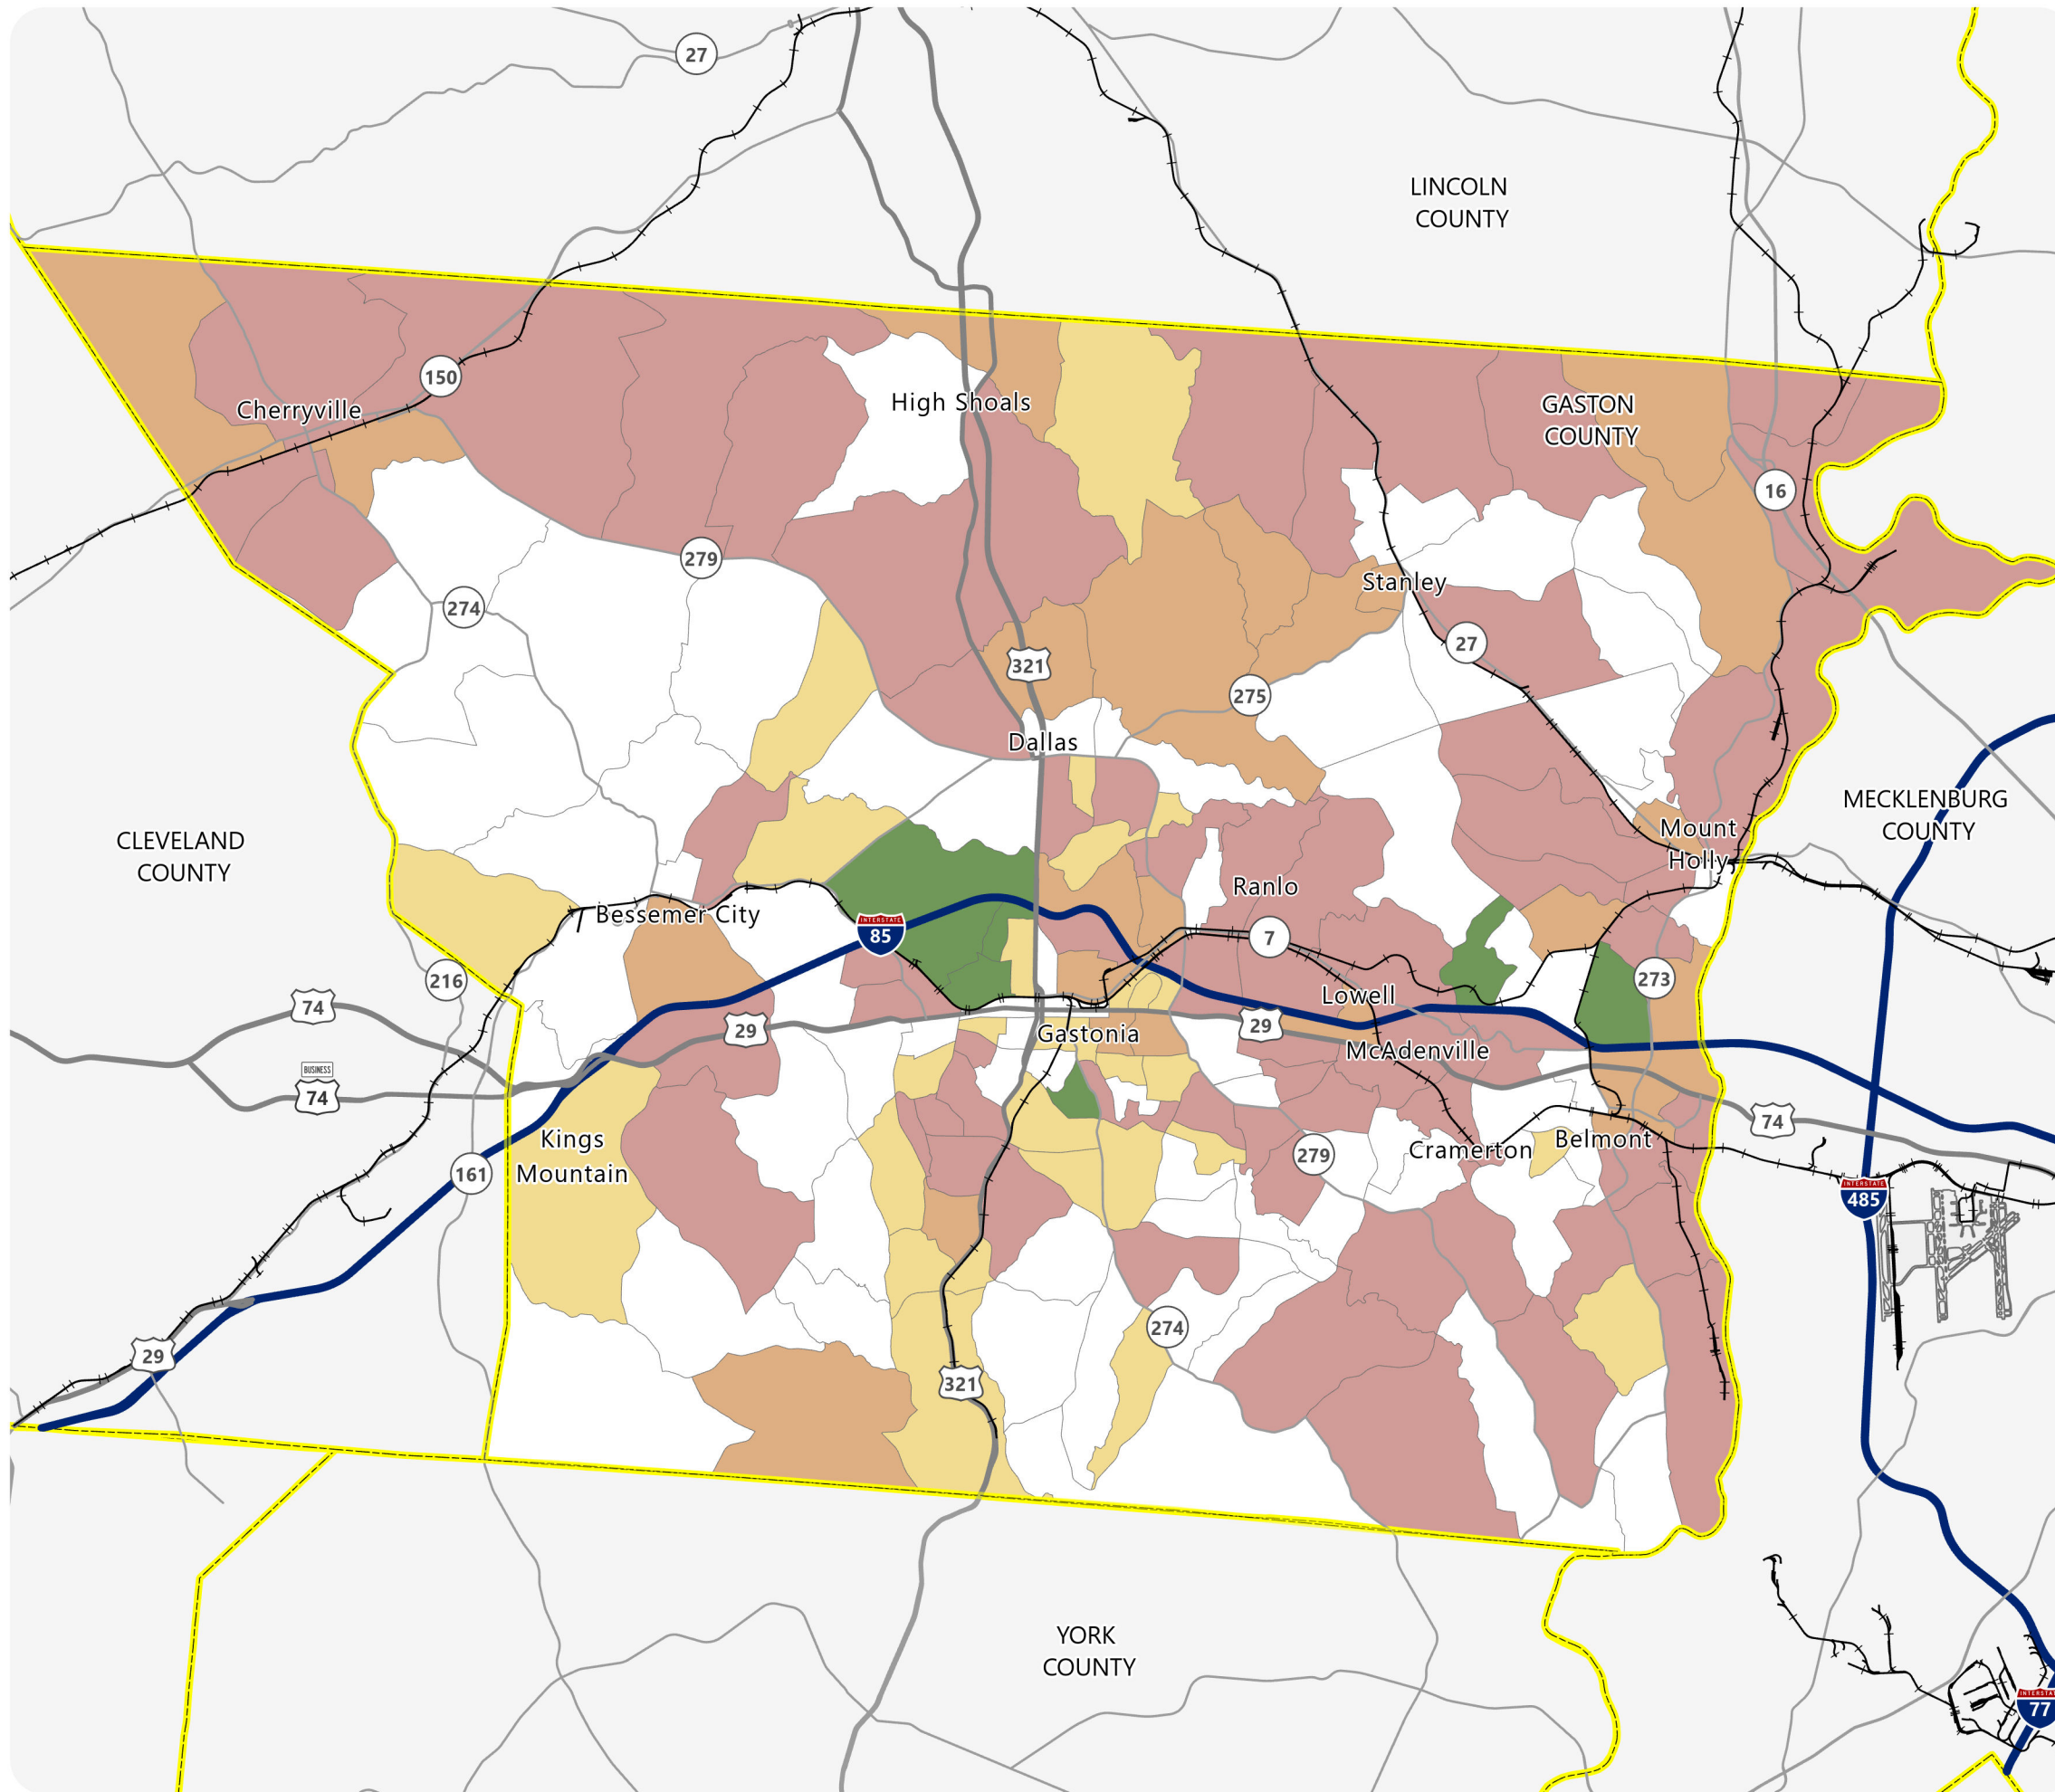 27
LINCOLN
COUNTY
150
Cherryville
High Shoals
GASTON
COUNTY
16
279
Stanley
274
27
321
275
Dallas
MECKLENBURG
COUNTY
CLEVELAND
COUNTY
Mount
Holly
Ranlo
Bessemer City
INTERSTATE
85
7
216
273
74
Lowell
29
29
Gastonia
McAdenville
BUSINESS
74
74
Kings
Mountain
279
Cramerton
Belmont
161
INTERSTATE
485
274
29
321
YORK
COUNTY
INTERSTATE
77